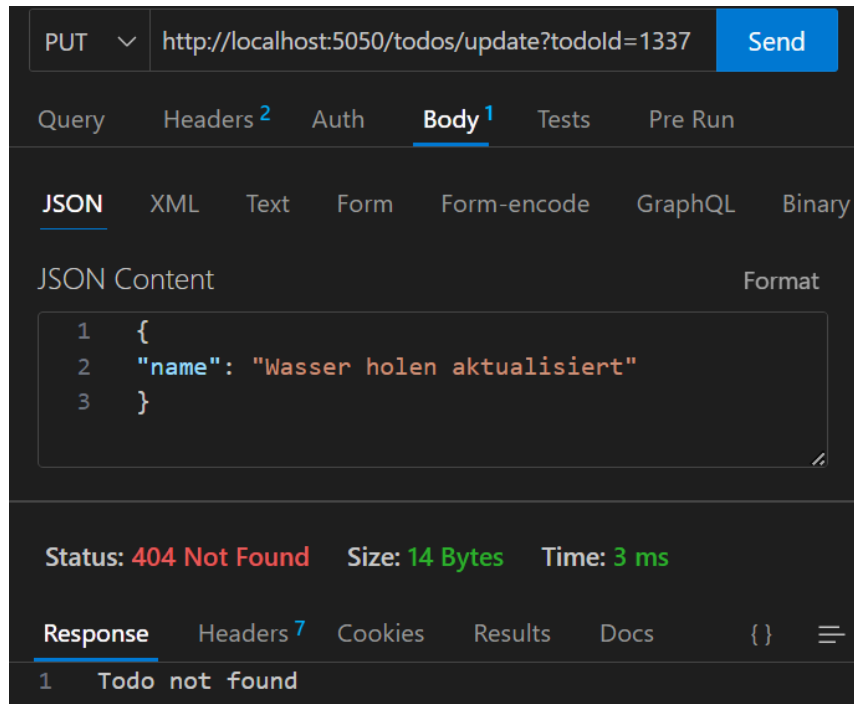 PUT http://localhost:5050/todos/update?todoId=1337 Send
Query Headers 2 Auth Body 1 Tests Pre Run
JSON XML Text Form Form-encode GraphQL Binary
JSON Content Format
1 {
2 "name": "Wasser holen aktualisiert"
3 }
Status: 404 Not Found Size: 14 Bytes Time: 3 ms
Response Headers 7 Cookies Results Docs { }
1 Todo not found